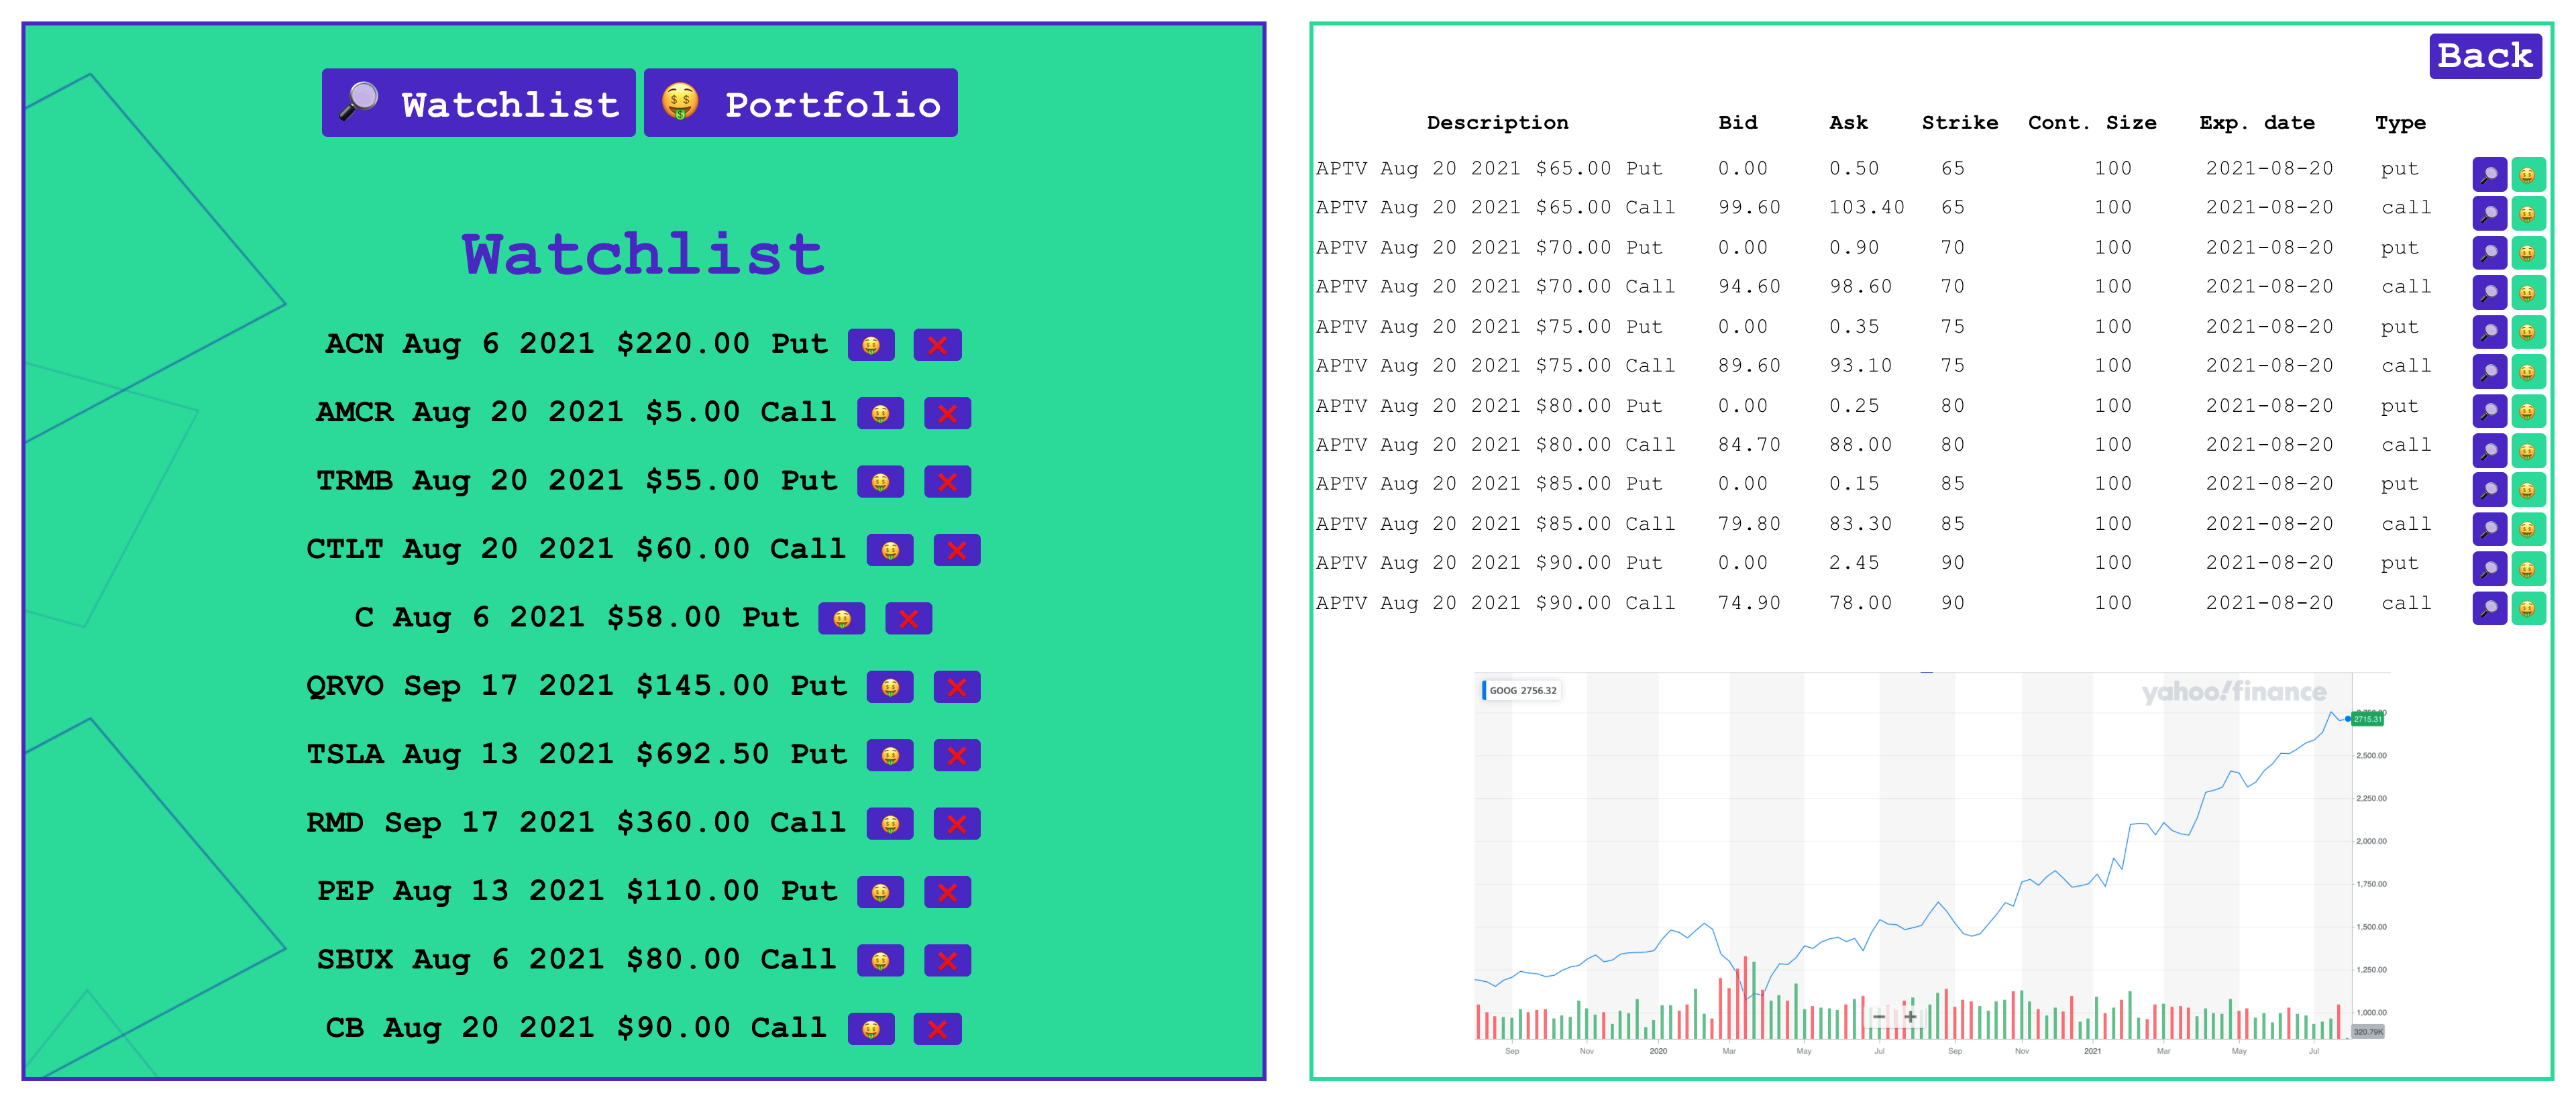 🔎 Watchlist 🤑 Portfolio
Watchlist
ACN Aug 6 2021 $220.00 Put
AMCR Aug 20 2021 $5.00 Call
TRMB Aug 20 2021 $55.00 Put
CTLT Aug 20 2021 $60.00 Call
C Aug 6 2021 $58.00 Put
QRVO Sep 17 2021 $145.00 Put
TSLA Aug 13 2021 $692.50 Put
RMD Sep 17 2021 $360.00 Call
PEP Aug 13 2021 $110.00 Put
SBUX Aug 6 2021 $80.00 Call
CB Aug 20 2021 $90.00 Call
Back
Description Bid Ask Strike Cont. Size Exp. date Type
APTV Aug 20 2021 $65.00 Put 0.00 0.50 65 100 2021-08-20 put
APTV Aug 20 2021 $65.00 Call 99.60 103.40 65 100 2021-08-20 call
APTV Aug 20 2021 $70.00 Put 0.00 0.90 70 100 2021-08-20 put
APTV Aug 20 2021 $70.00 Call 94.60 98.60 70 100 2021-08-20 call
APTV Aug 20 2021 $75.00 Put 0.00 0.35 75 100 2021-08-20 put
APTV Aug 20 2021 $75.00 Call 89.60 93.10 75 100 2021-08-20 call
APTV Aug 20 2021 $80.00 Put 0.00 0.25 80 100 2021-08-20 put
APTV Aug 20 2021 $80.00 Call 84.70 88.00 80 100 2021-08-20 call
APTV Aug 20 2021 $85.00 Put 0.00 0.15 85 100 2021-08-20 put
APTV Aug 20 2021 $85.00 Call 79.80 83.30 85 100 2021-08-20 call
APTV Aug 20 2021 $90.00 Put 0.00 2.45 90 100 2021-08-20 put
APTV Aug 20 2021 $90.00 Call 74.90 78.00 90 100 2021-08-20 call
GOOG 2756.32
yahoo!finance
2715.31
2,500.00
2,250.00
2,000.00
1,750.00
1,500.00
1,250.00
1,000.00
320.79K
Sep Nov 2020 Mar May Jul Sep Nov 2021 Mar May Jul